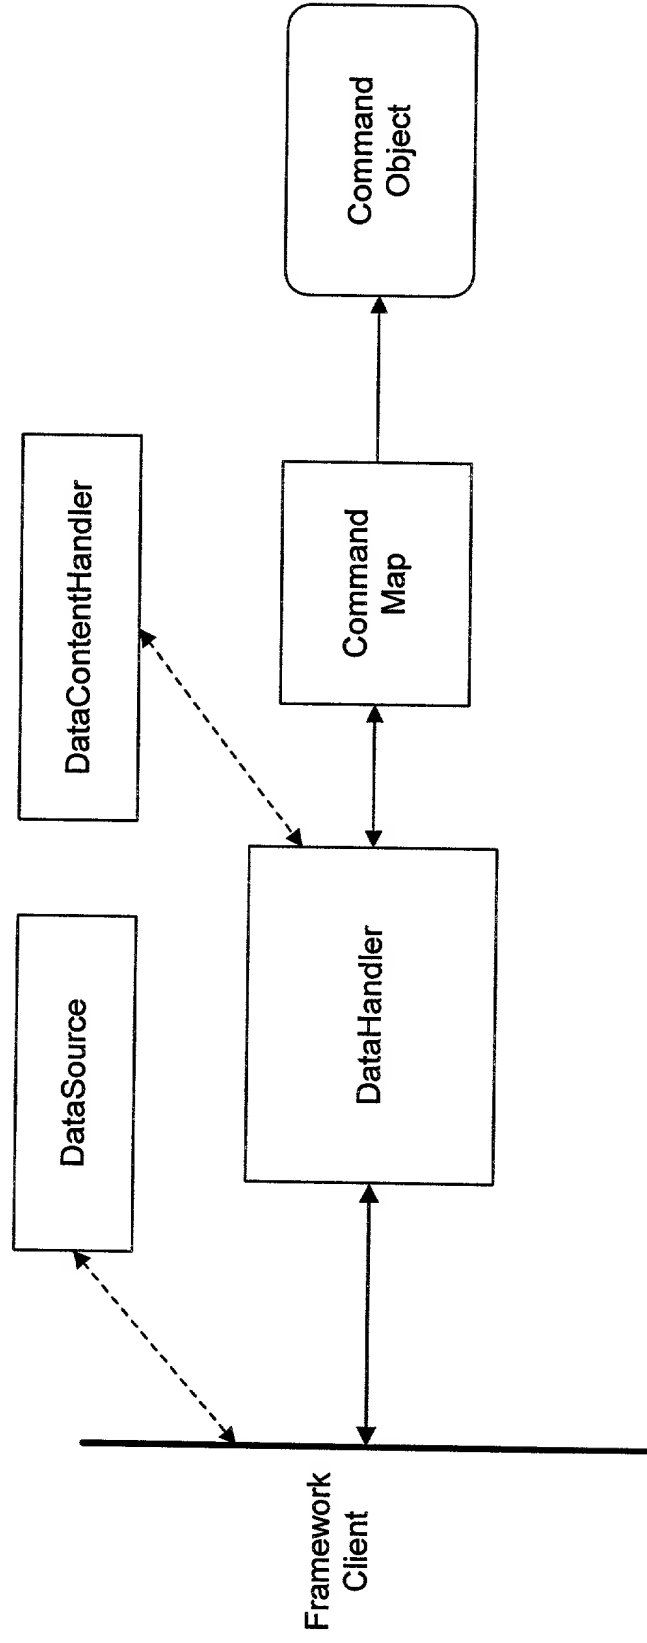 DataSource
DataContentHandler
Framework
Client
DataHandler
Command
Map
Command
Object